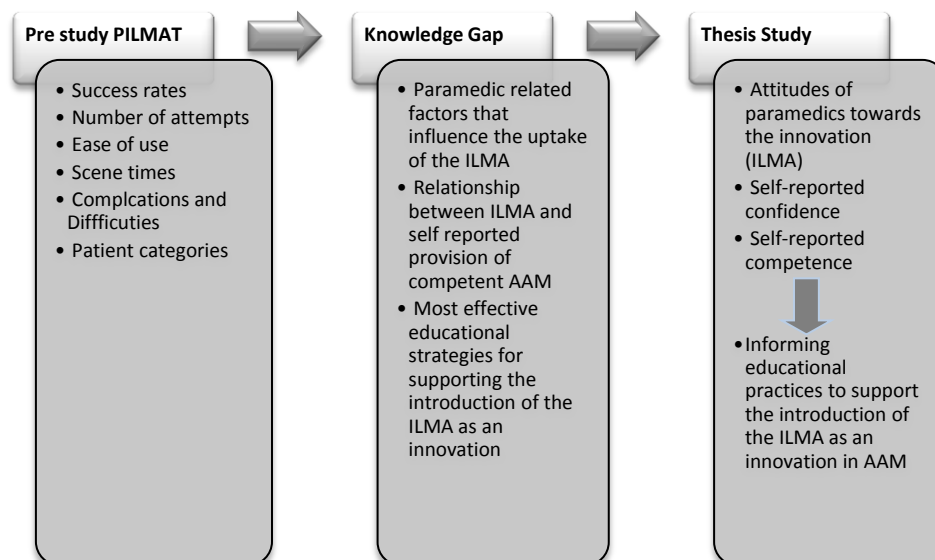 Pre study PILMAT
• Success rates
• Number of attempts
• Ease of use
• Scene times
• Complcations and
Diffficuties
• Patient categories
Knowledge Gap
• Paramedic related
factors that
influence the uptake
of the ILMA
• Relationship
between ILMA and
self reported
provision of
competent AAM
• Most effective
educational
strategies for
supporting the
introduction of the
ILMA as an
innovation
Thesis Study
• Attitudes of
paramedics towards
the innovation
(ILMA)
• Self-reported
confidence
• Self-reported
competence
•Informing
educational
practices to support
the introduction of
the ILMA as an
innovation in AAM